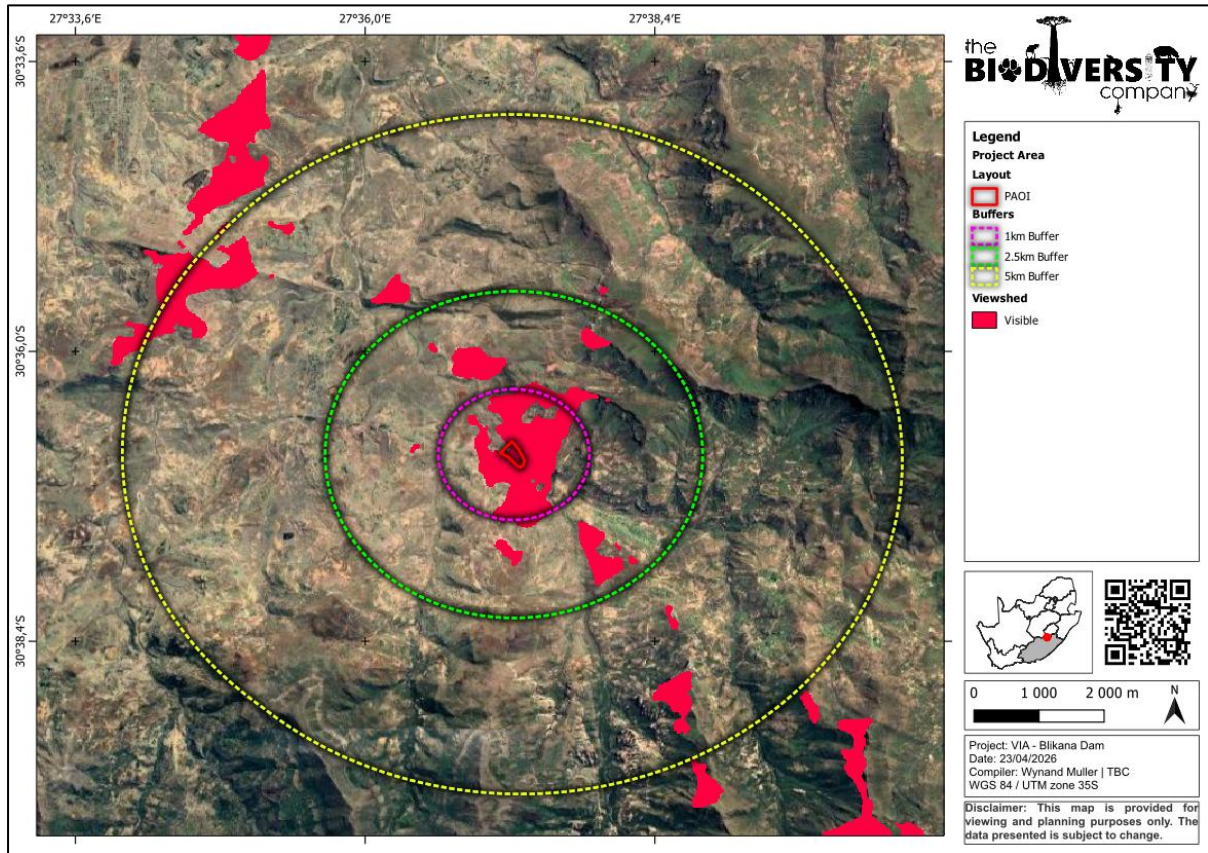 27°33,6'E 27°36,0'E 27°38,4'E
30°33,6'S
30°36,0'S
30°38,4'S
the
BIODIVERSITY
company
Legend
Project Area
Layout
PAOI
Buffers
1km Buffer
2.5km Buffer
5km Buffer
Viewshed
Visible
0 1 000 2 000 m
N
Project: VIA - Blikana Dam
Date: 23/04/2026
Compiler: Wynand Muller | TBC
WGS 84 / UTM zone 35S
Disclaimer: This map is provided for
viewing and planning purposes only. The
data presented is subject to change.